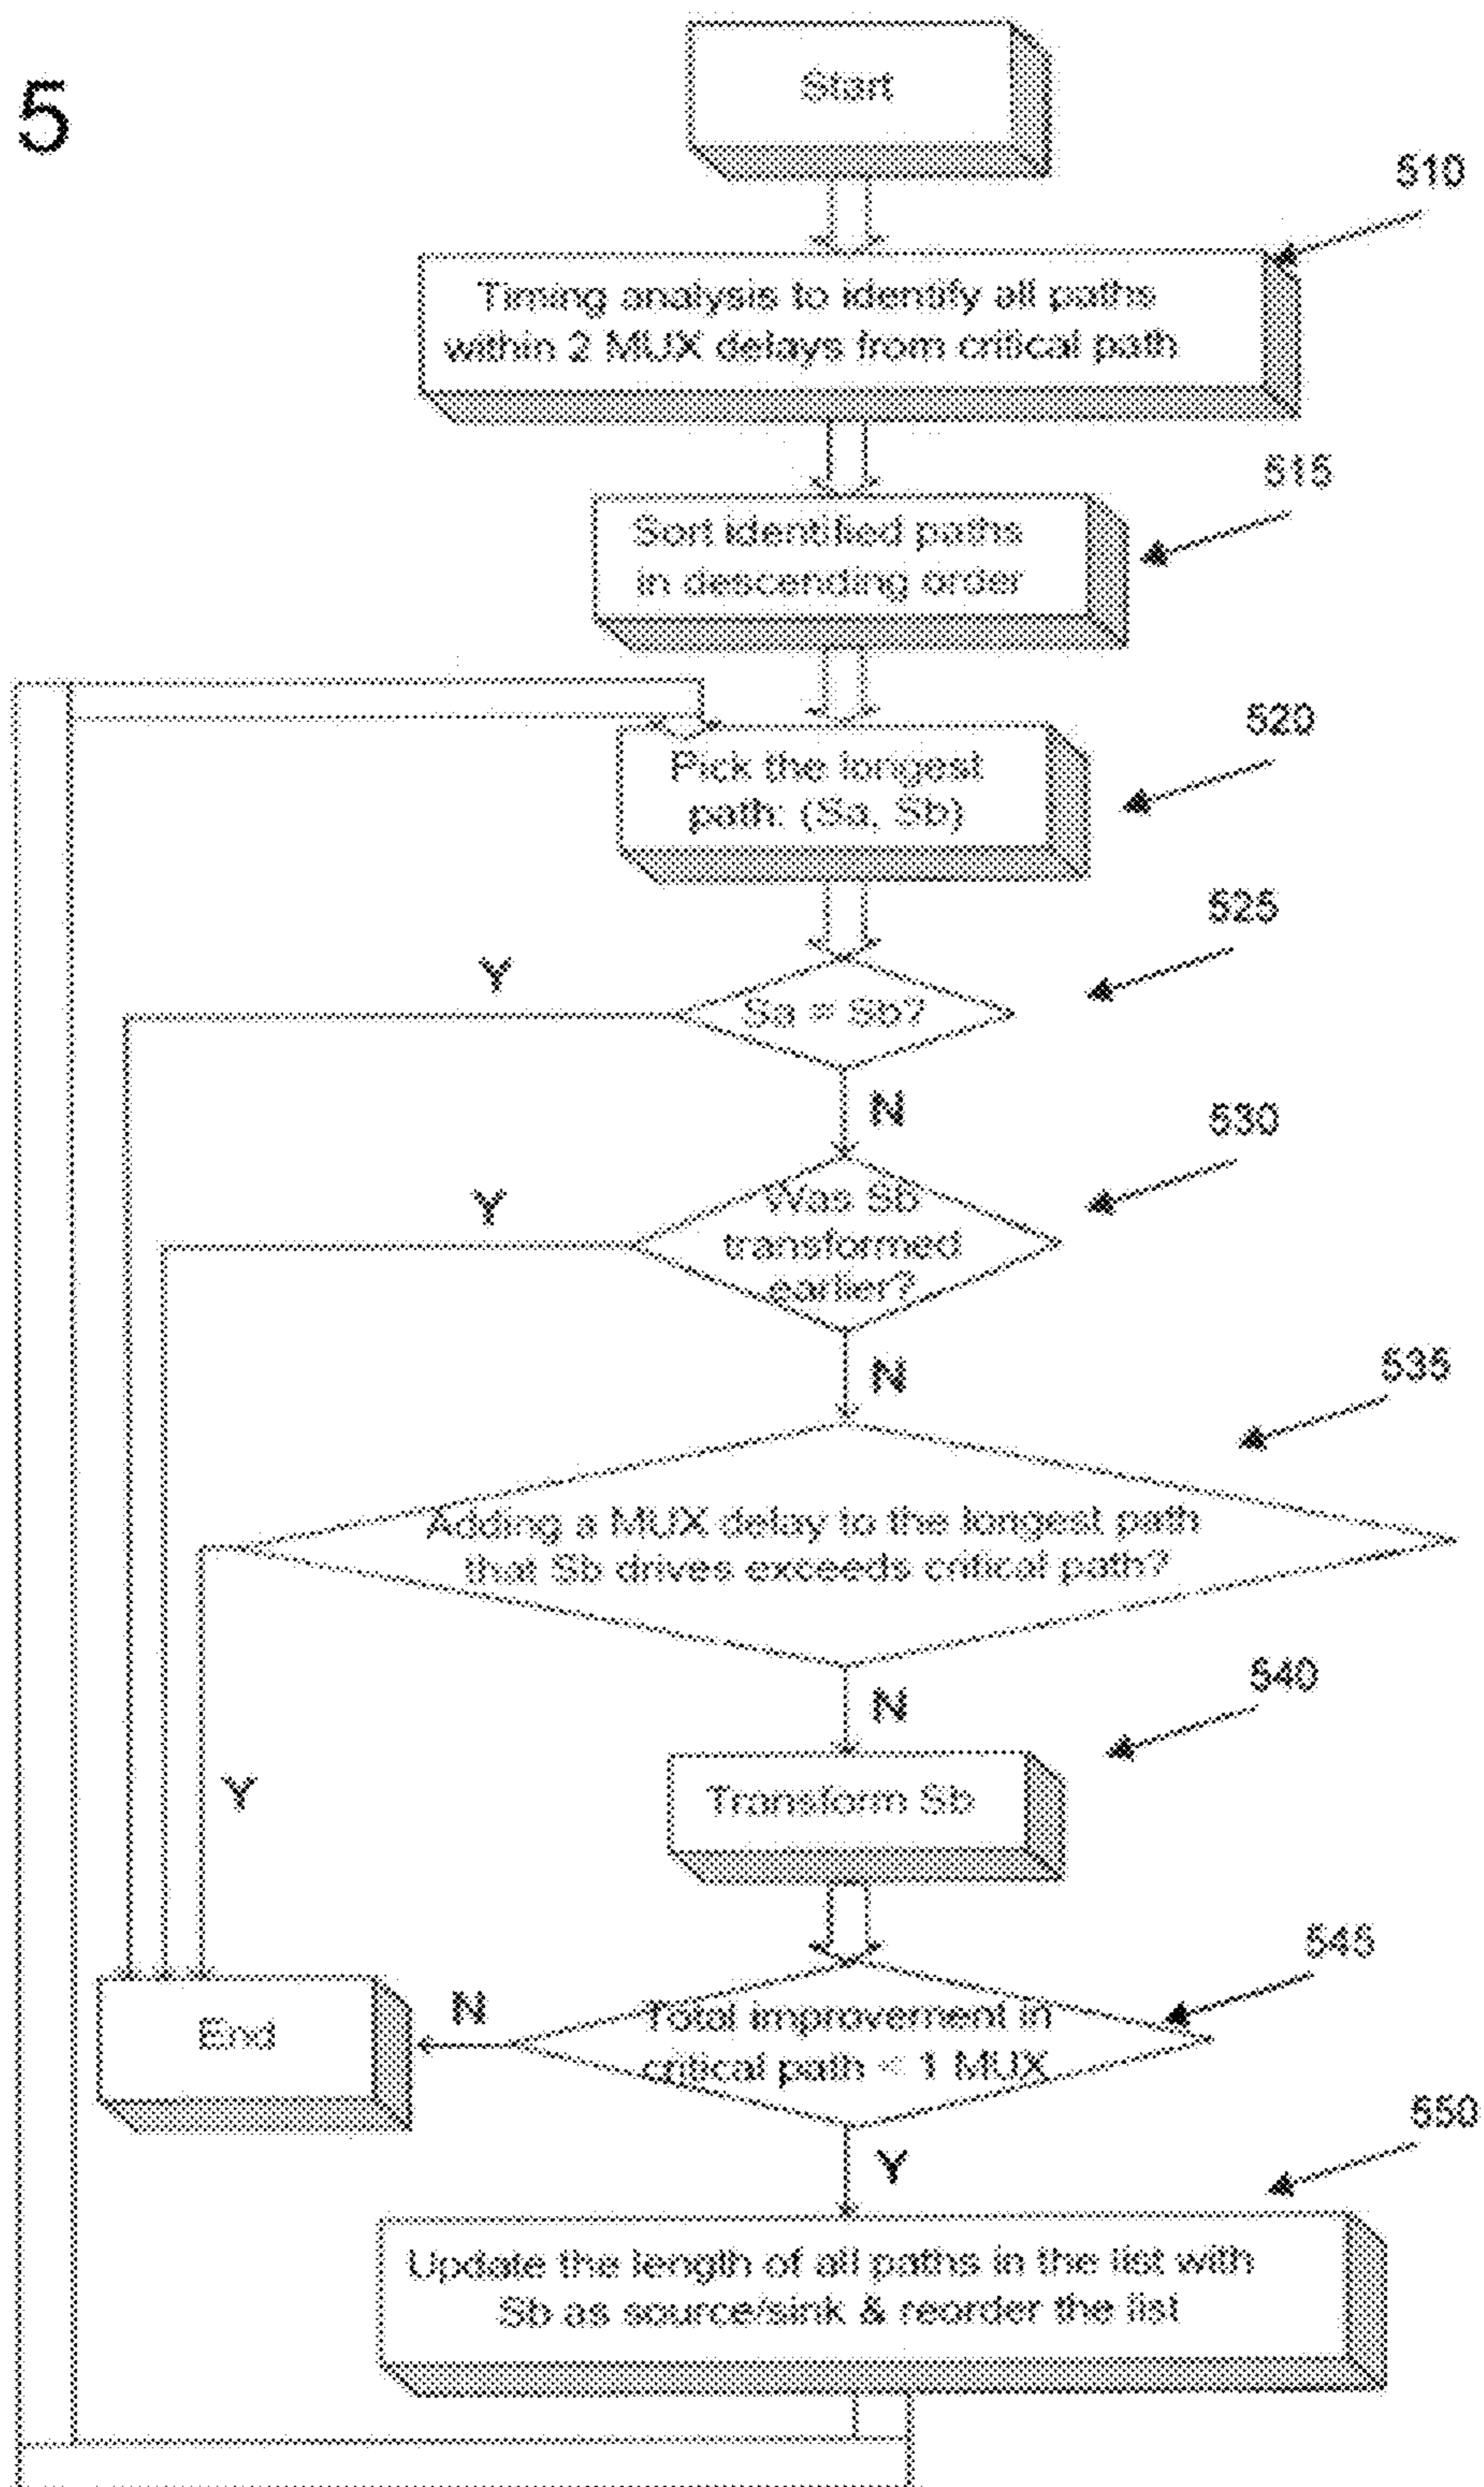 5
Start
510
Timing analysis to identify all paths
within 2 MUX delays from critical path
515
Sort identified paths
in descending order
520
Pick the longest
path: (Sa, Sb)
525
Y
Sa = Sb?
N
530
Y
Was Sb
transformed
earlier?
N
535
Adding a MUX delay to the longest path
that Sb drives exceeds critical path?
540
N
Y
Transform Sb
545
End
N
Total improvement in
critical path < 1 MUX
550
Y
Update the length of all paths in the list with
Sb as source/sink & reorder the list